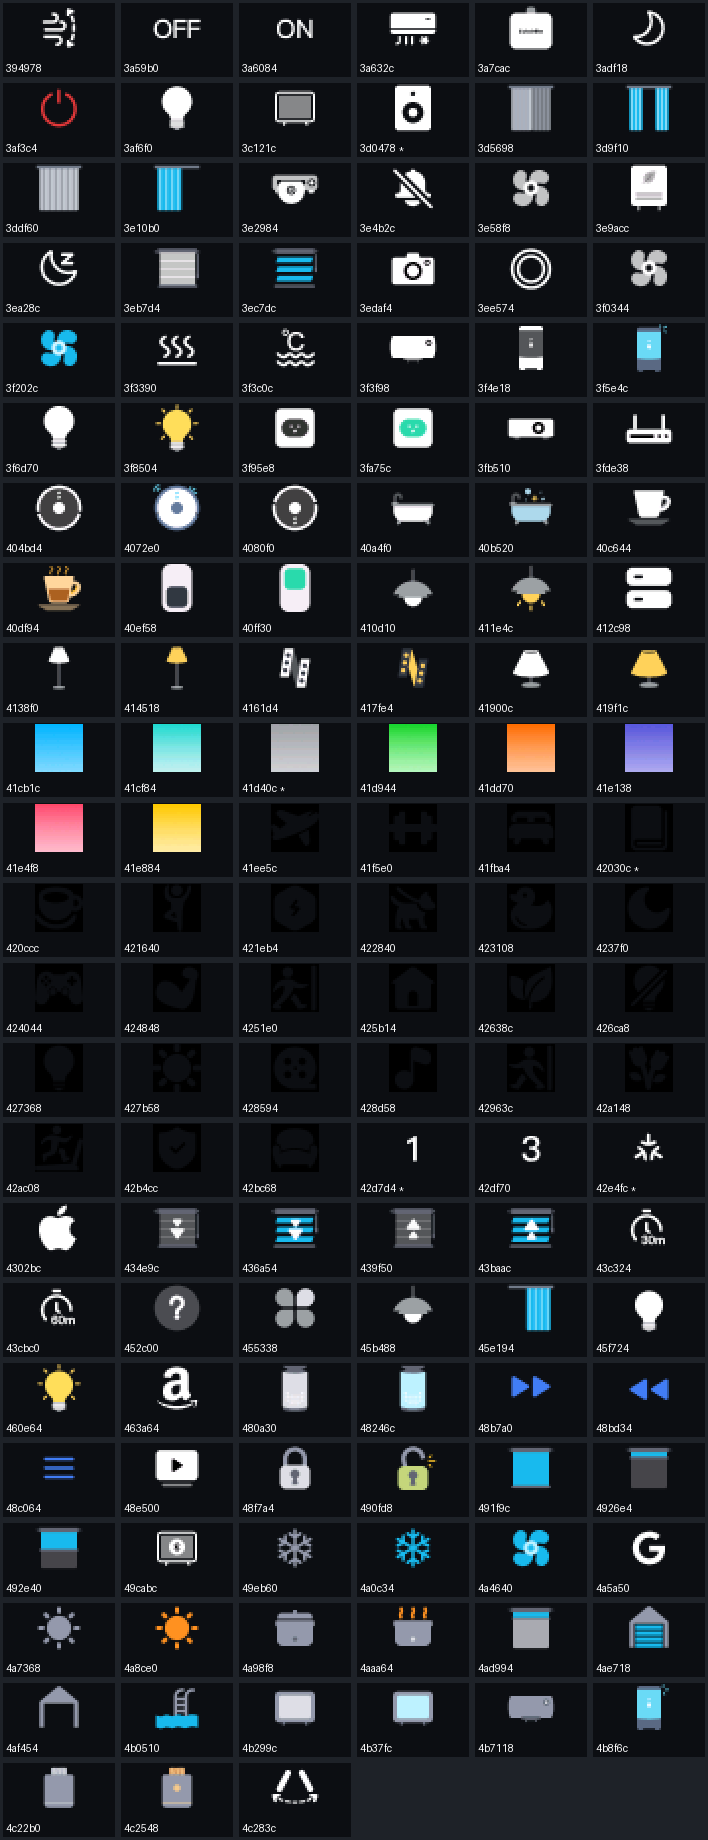 OFF ON
394978 3a59b0 3a6084 3a632c 3a7cac 3adf18
3af3c4 3af6f0 3c121c 3d0478 * 3d5698 3d9f10
3ddf60 3e10b0 3e2984 3e4b2c 3e58f8 3e9acc
3ea28c 3eb7d4 3ec7dc 3edaf4 3ee574 3f0344
°C
3f202c 3f3390 3f3c0c 3f3f98 3f4e18 3f5e4c
3f6d70 3f8504 3f95e8 3fa75c 3fb510 3fde38
404bd4 4072e0 4080f0 40a4f0 40b520 40c644
40df94 40ef58 40ff30 410d10 411e4c 412c98
4138f0 414518 4161d4 417fe4 41900c 419f1c
41cb1c 41cf84 41d40c * 41d944 41dd70 41e138
41e4f8 41e884 41ee5c 41f5e0 41fba4 42030c *
420ccc 421640 421eb4 422840 423108 4237f0
424044 424848 4251e0 425b14 42638c 426ca8
427368 427b58 428594 428d58 42963c 42a148
1 3
42ac08 42b4cc 42bc68 42d7d4 * 42df70 42e4fc *
30m
4302bc 434e9c 436a54 439f50 43baac 43c324
60m ?
43cbc0 452c00 455338 45b488 45e194 45f724
a
460e64 463a64 480a30 48246c 48b7a0 48bd34
48c064 48e500 48f7a4 490fd8 491f9c 4926e4
G
492e40 49cabc 49eb60 4a0c34 4a4640 4a5a50
4a7368 4a8ce0 4a98f8 4aaa64 4ad994 4ae718
4af454 4b0510 4b299c 4b37fc 4b7118 4b8f6c
4c22b0 4c2548 4c283c